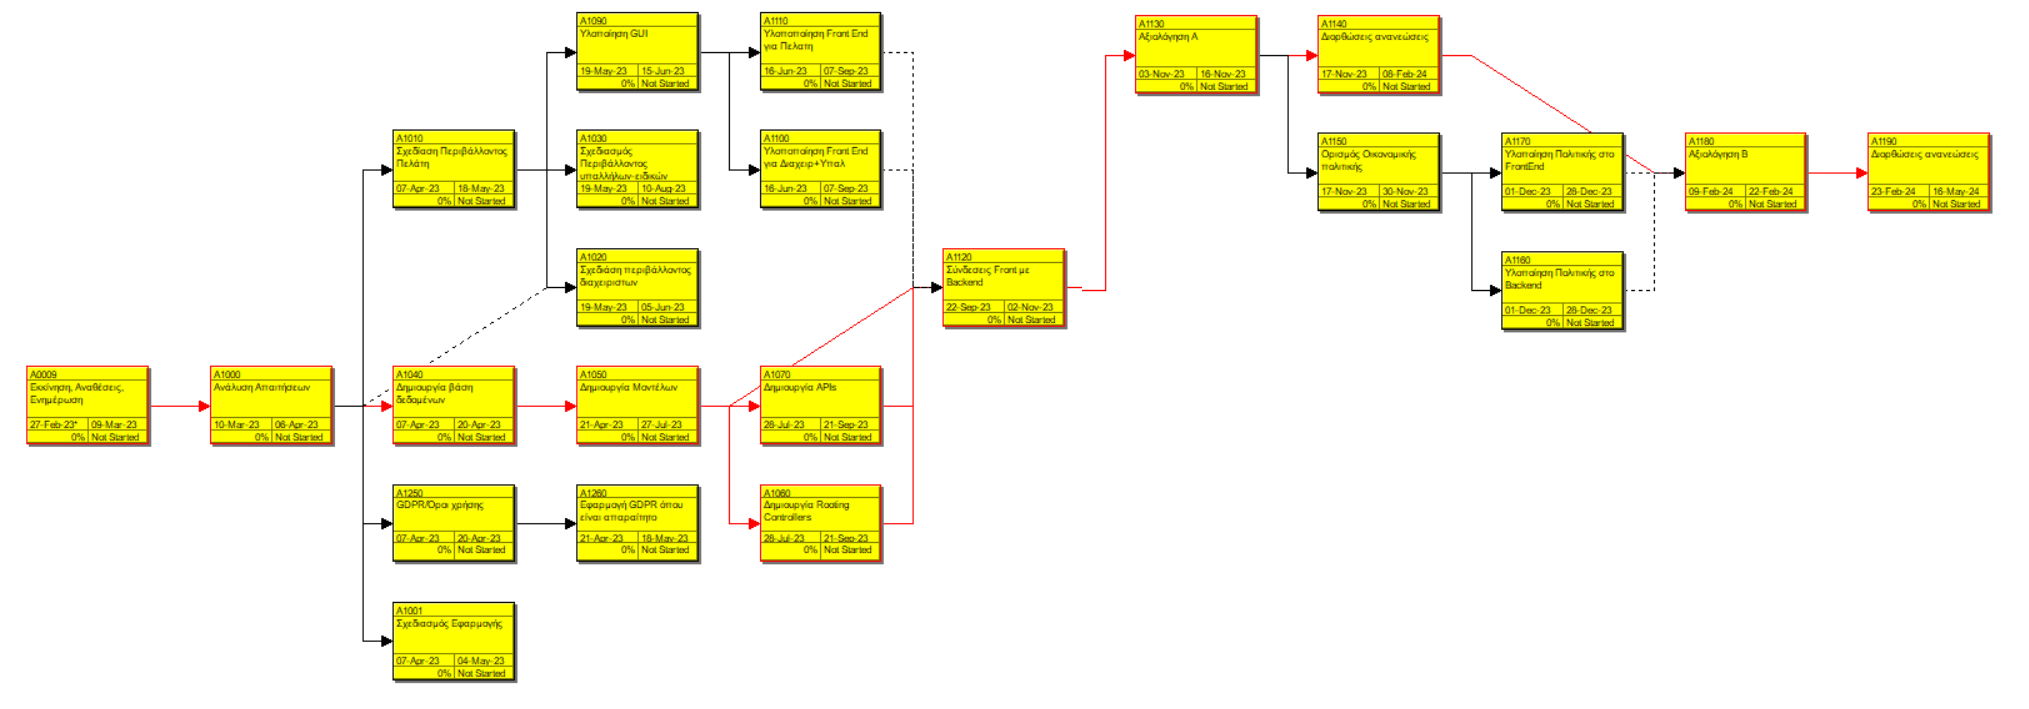 A1090
Υλοποίηση GUI
19-May-23 15-Jun-23
0% Not Started
A1110
Υλοποίηση Front End
για Πελατη
16-Jun-23 07-Sep-23
0% Not Started
A1130
Αξιολόγηση Α
03-Nov-23 16-Nov-23
0% Not Started
A1140
Διορθώσεις ανανεώσεις
17-Nov-23 08-Feb-24
0% Not Started
A1010
Σχεδίαση Περιβάλλοντος
Πελάτη
07-Apr-23 18-May-23
0% Not Started
A1030
Σχεδιασμός
Περιβάλλοντος
υπαλλήλων-ειδικών
19-May-23 10-Aug-23
0% Not Started
A1100
Υλοποίηση Front End
για Διαχειρ+Υπαλ
16-Jun-23 07-Sep-23
0% Not Started
A1150
Ορισμός Οικονομικής
πολιτικής
17-Nov-23 30-Nov-23
0% Not Started
A1170
Υλοποίηση Πολιτικής στο
FrontEnd
01-Dec-23 28-Dec-23
0% Not Started
A1180
Αξιολόγηση Β
09-Feb-24 22-Feb-24
0% Not Started
A1190
Διορθώσεις ανανεώσεις
23-Feb-24 16-May-24
0% Not Started
A1020
Σχεδιάση περιβάλλοντος
διαχειριστων
19-May-23 05-Jun-23
0% Not Started
A1120
Σύνδεσεις Front με
Backend
22-Sep-23 02-Nov-23
0% Not Started
A1160
Υλοποίηση Πολιτικής στο
Backend
01-Dec-23 28-Dec-23
0% Not Started
A0009
Εκκίνηση, Αναθέσεις,
Ενημέρωση
27-Feb-23* 09-Mar-23
0% Not Started
A1000
Ανάλυση Απαιτήσεων
10-Mar-23 06-Apr-23
0% Not Started
A1040
Δημιουργία βάση
δεδομένων
07-Apr-23 20-Apr-23
0% Not Started
A1050
Δημιουργία Μοντέλων
21-Apr-23 27-Jul-23
0% Not Started
A1070
Δημιουργία APIs
28-Jul-23 21-Sep-23
0% Not Started
A1250
GDPR/Όροι χρήσης
07-Apr-23 20-Apr-23
0% Not Started
A1260
Εφαρμογή GDPR όπου
είναι απαραίτητο
21-Apr-23 18-May-23
0% Not Started
A1060
Δημιουργία Rooting
Controllers
28-Jul-23 21-Sep-23
0% Not Started
A1001
Σχεδιασμός Εφαρμογής
07-Apr-23 04-May-23
0% Not Started